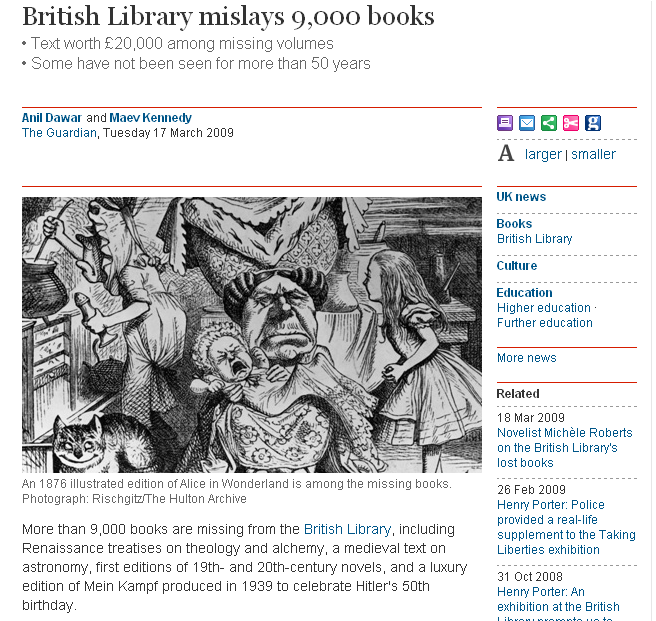 British Library mislays 9,000 books
• Text worth £20,000 among missing volumes
• Some have not been seen for more than 50 years
Anil Dawar and Maev Kennedy
The Guardian, Tuesday 17 March 2009
An 1876 illustrated edition of Alice in Wonderland is among the missing books.
Photograph: Rischgitz/The Hulton Archive
More than 9,000 books are missing from the British Library, including
Renaissance treatises on theology and alchemy, a medieval text on
astronomy, first editions of 19th- and 20th-century novels, and a luxury
edition of Mein Kampf produced in 1939 to celebrate Hitler's 50th
birthday.
g
A larger | smaller
UK news
Books
British Library
Culture
Education
Higher education ·
Further education
More news
Related
18 Mar 2009
Novelist Michèle Roberts
on the British Library's
lost books
26 Feb 2009
Henry Porter: Police
provided a real-life
supplement to the Taking
Liberties exhibition
31 Oct 2008
Henry Porter: An
exhibition at the British
Library prompts us to